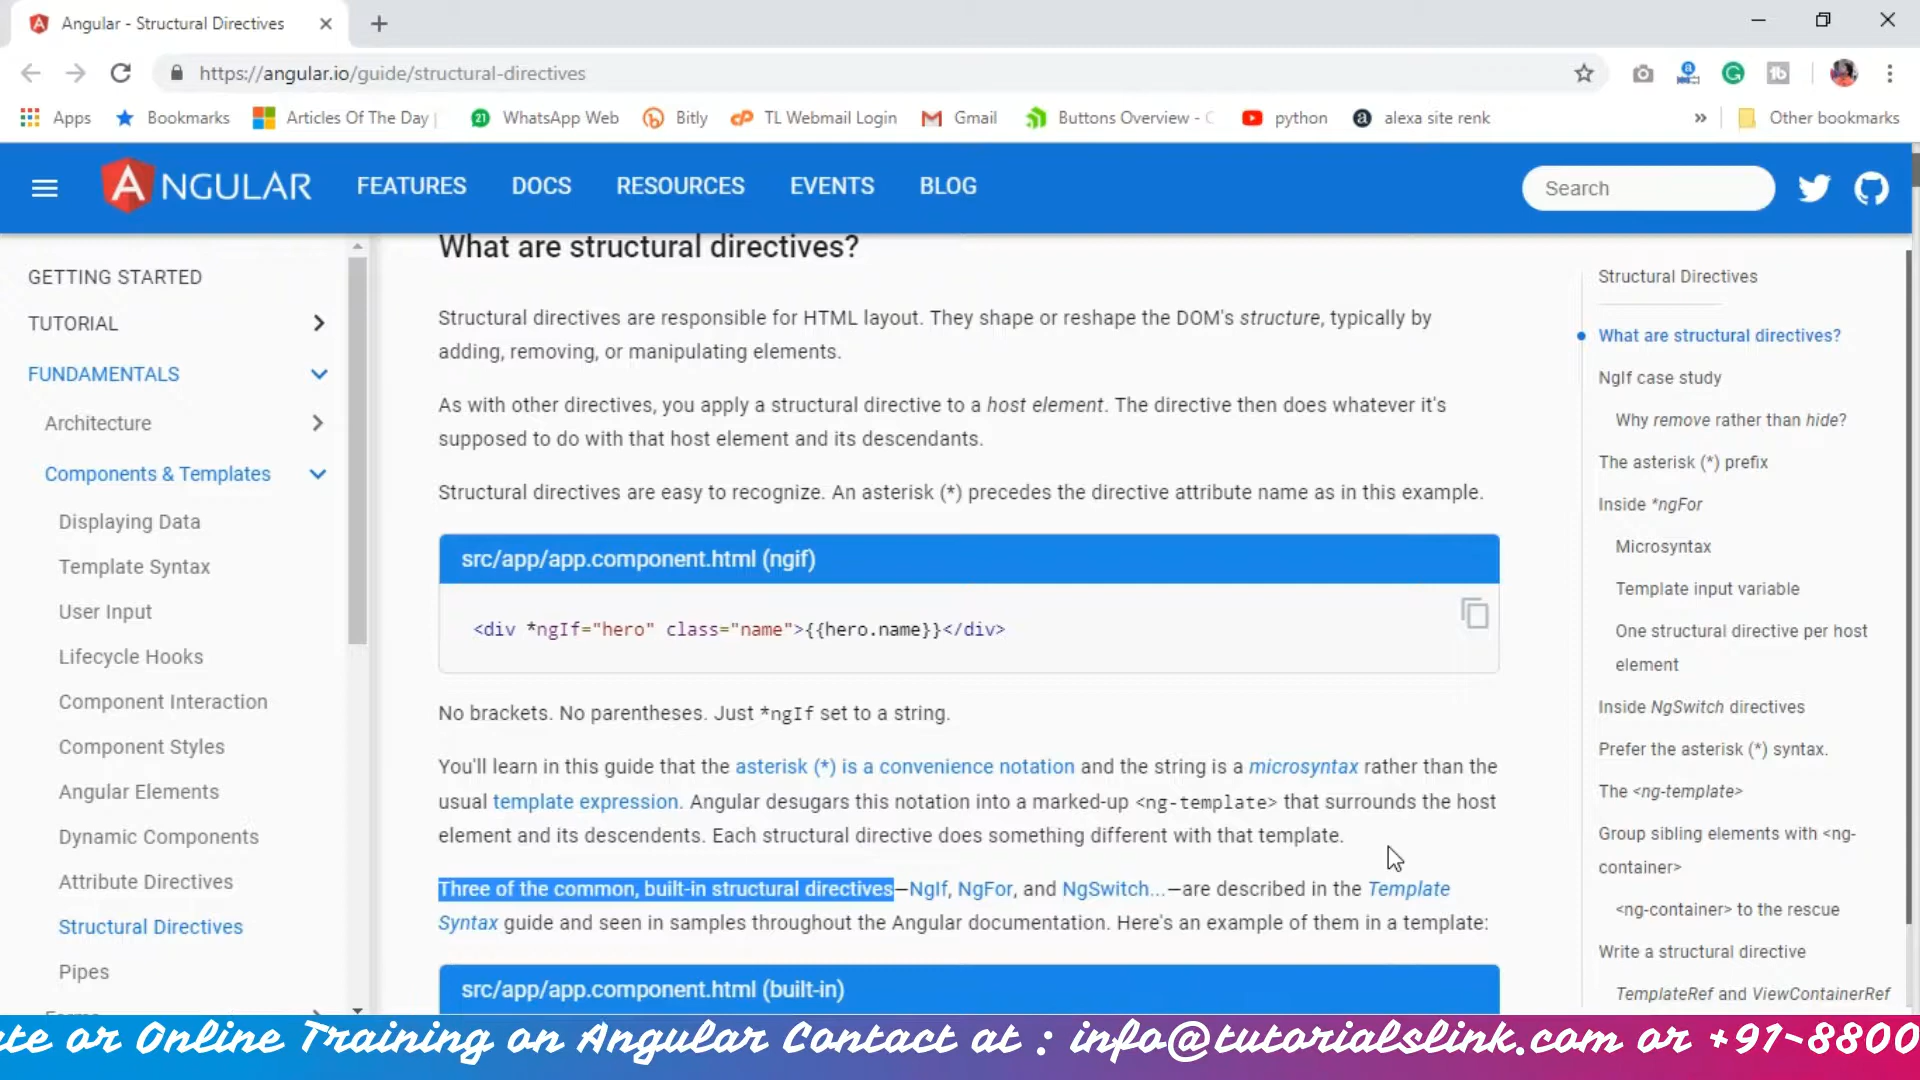 Angular - Structural Directives
https://angular.io/guide/structural-directives
Apps
Bookmarks
Articles Of The Day
21
WhatsApp Web
Bitly
TL Webmail Login
Gmail
Buttons Overview -
python
alexa site renk
»
Other bookmarks
ANGULAR
FEATURES
DOCS
RESOURCES
EVENTS
BLOG
Search
GETTING STARTED
TUTORIAL
FUNDAMENTALS
Architecture
Components & Templates
Displaying Data
Template Syntax
User Input
Lifecycle Hooks
Component Interaction
Component Styles
Angular Elements
Dynamic Components
Attribute Directives
Structural Directives
Pipes
What are structural directives?
Structural directives are responsible for HTML layout. They shape or reshape the DOM's structure, typically by
adding, removing, or manipulating elements.
As with other directives, you apply a structural directive to a host element. The directive then does whatever it's
supposed to do with that host element and its descendants.
Structural directives are easy to recognize. An asterisk (*) precedes the directive attribute name as in this example.
src/app/app.component.html (ngif)
<div *ngIf="hero" class="name">{{hero.name}}</div>
No brackets. No parentheses. Just *ngIf set to a string.
You'll learn in this guide that the asterisk (*) is a convenience notation and the string is a microsyntax rather than the
usual template expression. Angular desugars this notation into a marked-up <ng-template> that surrounds the host
element and its descendents. Each structural directive does something different with that template.
Three of the common, built-in structural directives—NgIf, NgFor, and NgSwitch...—are described in the Template
Syntax guide and seen in samples throughout the Angular documentation. Here's an example of them in a template:
src/app/app.component.html (built-in)
Structural Directives
What are structural directives?
NgIf case study
Why remove rather than hide?
The asterisk (*) prefix
Inside *ngFor
Microsyntax
Template input variable
One structural directive per host
element
Inside NgSwitch directives
Prefer the asterisk (*) syntax.
The <ng-template>
Group sibling elements with <ng-
container>
<ng-container> to the rescue
Write a structural directive
TemplateRef and ViewContainerRef
ate or Online Training on Angular Contact at : info@tutorialslink.com or +91-8800